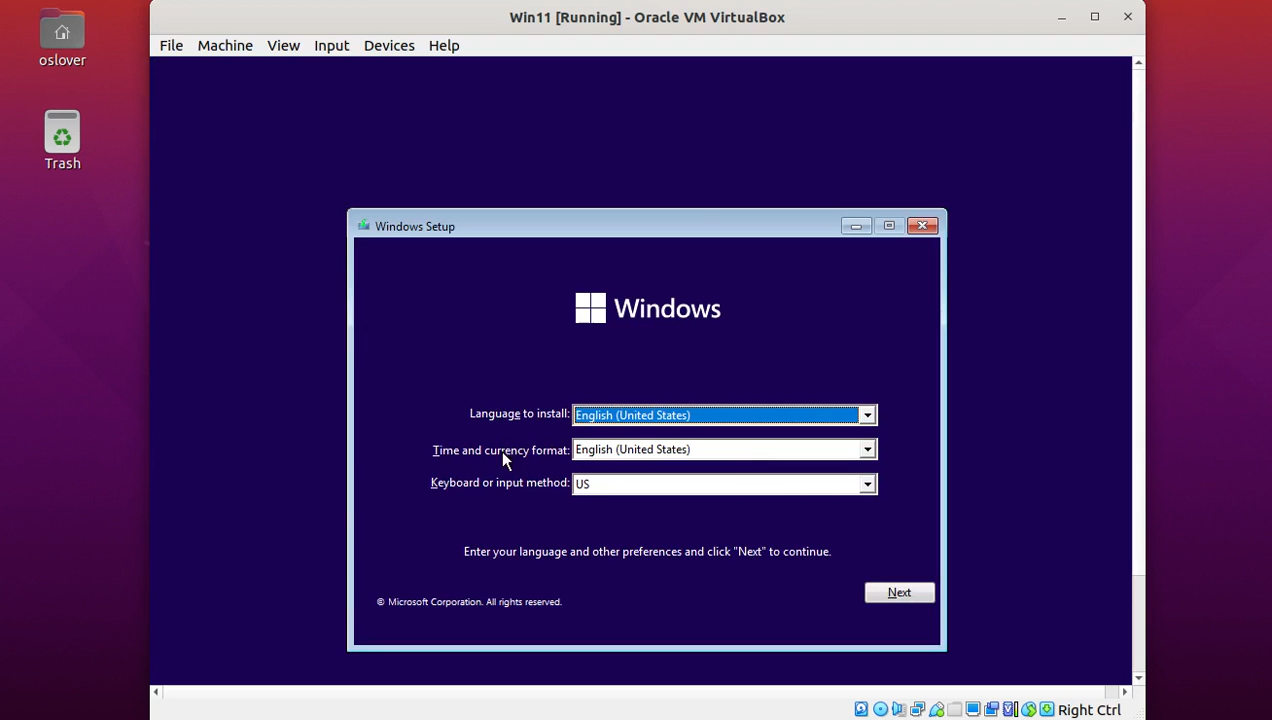 Win11 [Running] - Oracle VM VirtualBox
File Machine View Input Devices Help
oslover
Trash
Windows Setup
Windows
Language to install: English (United States)
Time and currency format: English (United States)
Keyboard or input method: US
Enter your language and other preferences and click "Next" to continue.
Next
© Microsoft Corporation. All rights reserved.
Right Ctrl